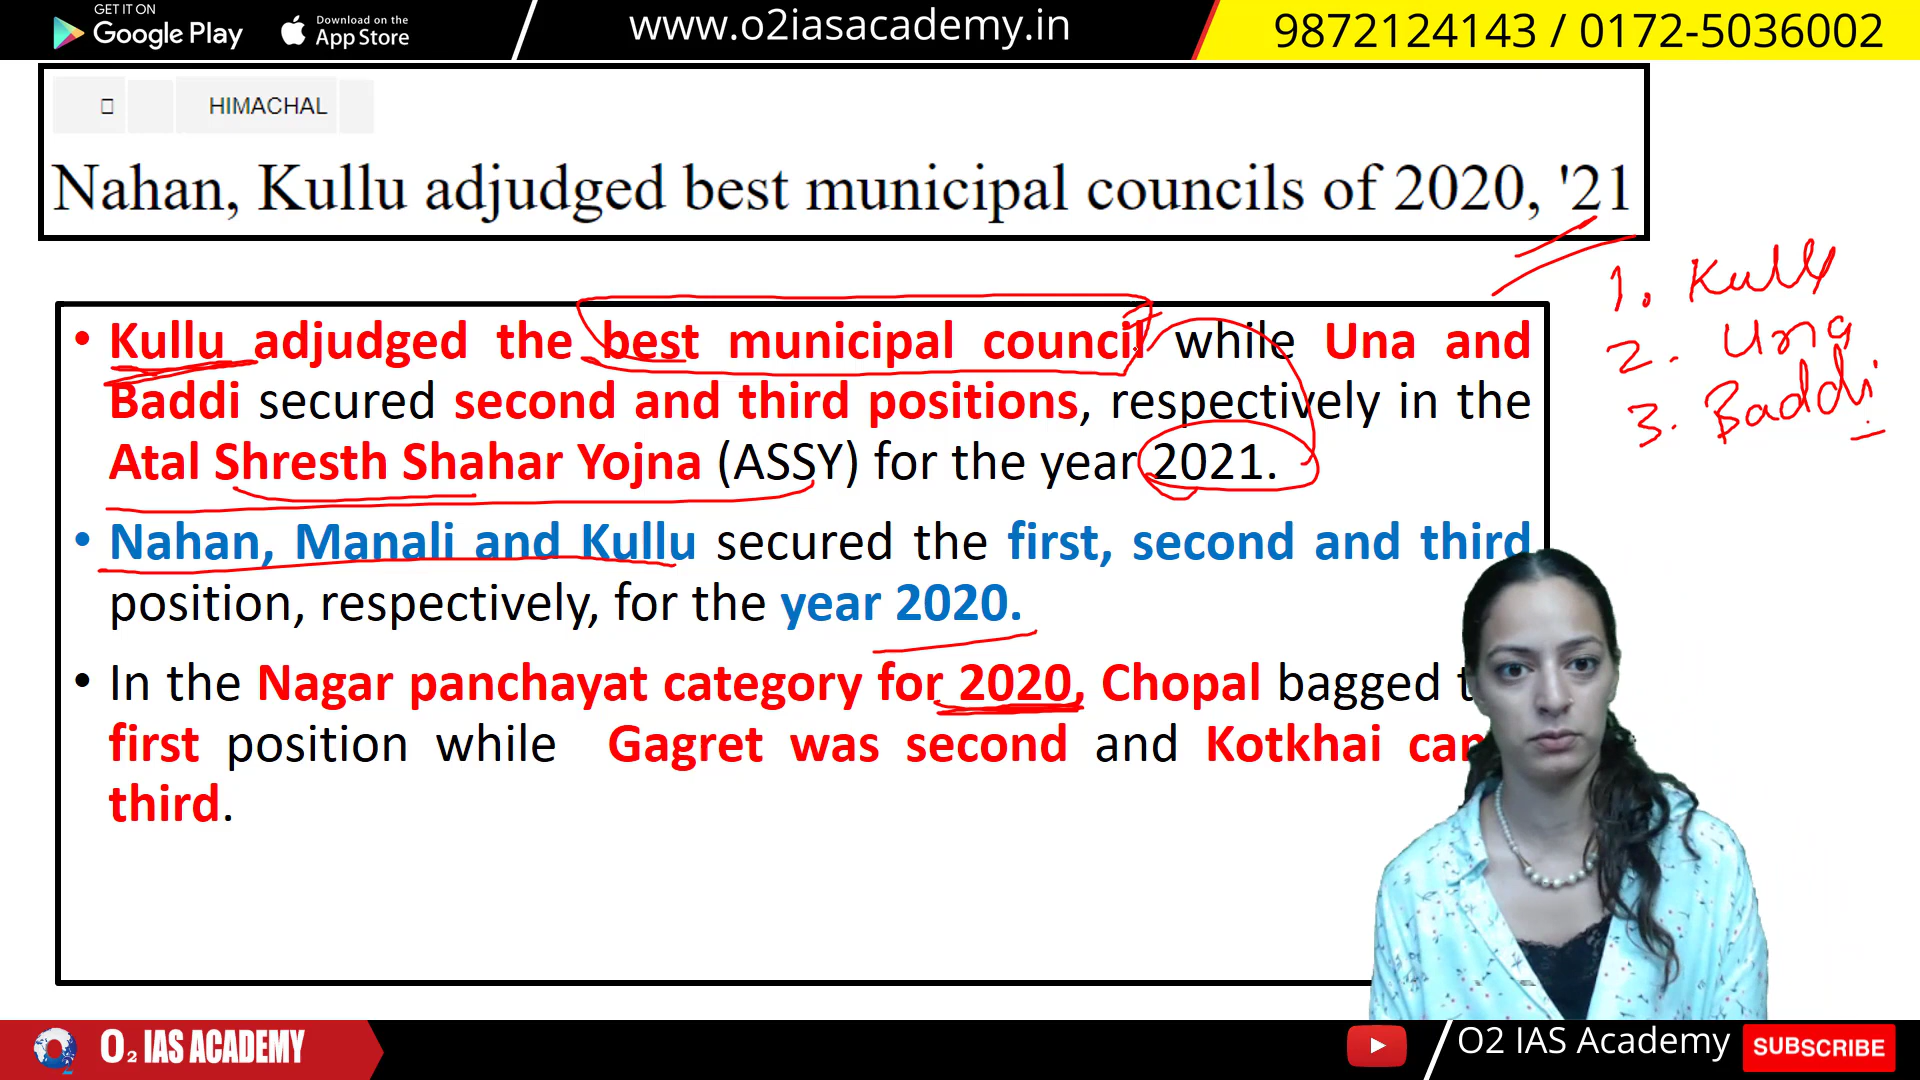 GET IT ON
Google Play
Download on the
App Store
www.o2iasacademy.in
9872124143 / 0172-5036002
HIMACHAL
Nahan, Kullu adjudged best municipal councils of 2020, '21
1. Kullu
2. Una
3. Baddi
• Kullu adjudged the best municipal council while Una and
Baddi secured second and third positions, respectively in the
Atal Shresth Shahar Yojna (ASSY) for the year 2021.
• Nahan, Manali and Kullu secured the first, second and third
position, respectively, for the year 2020.
• In the Nagar panchayat category for 2020, Chopal bagged
first position while Gagret was second and Kotkhai
third.
O2 IAS ACADEMY
O2 IAS Academy
SUBSCRIBE